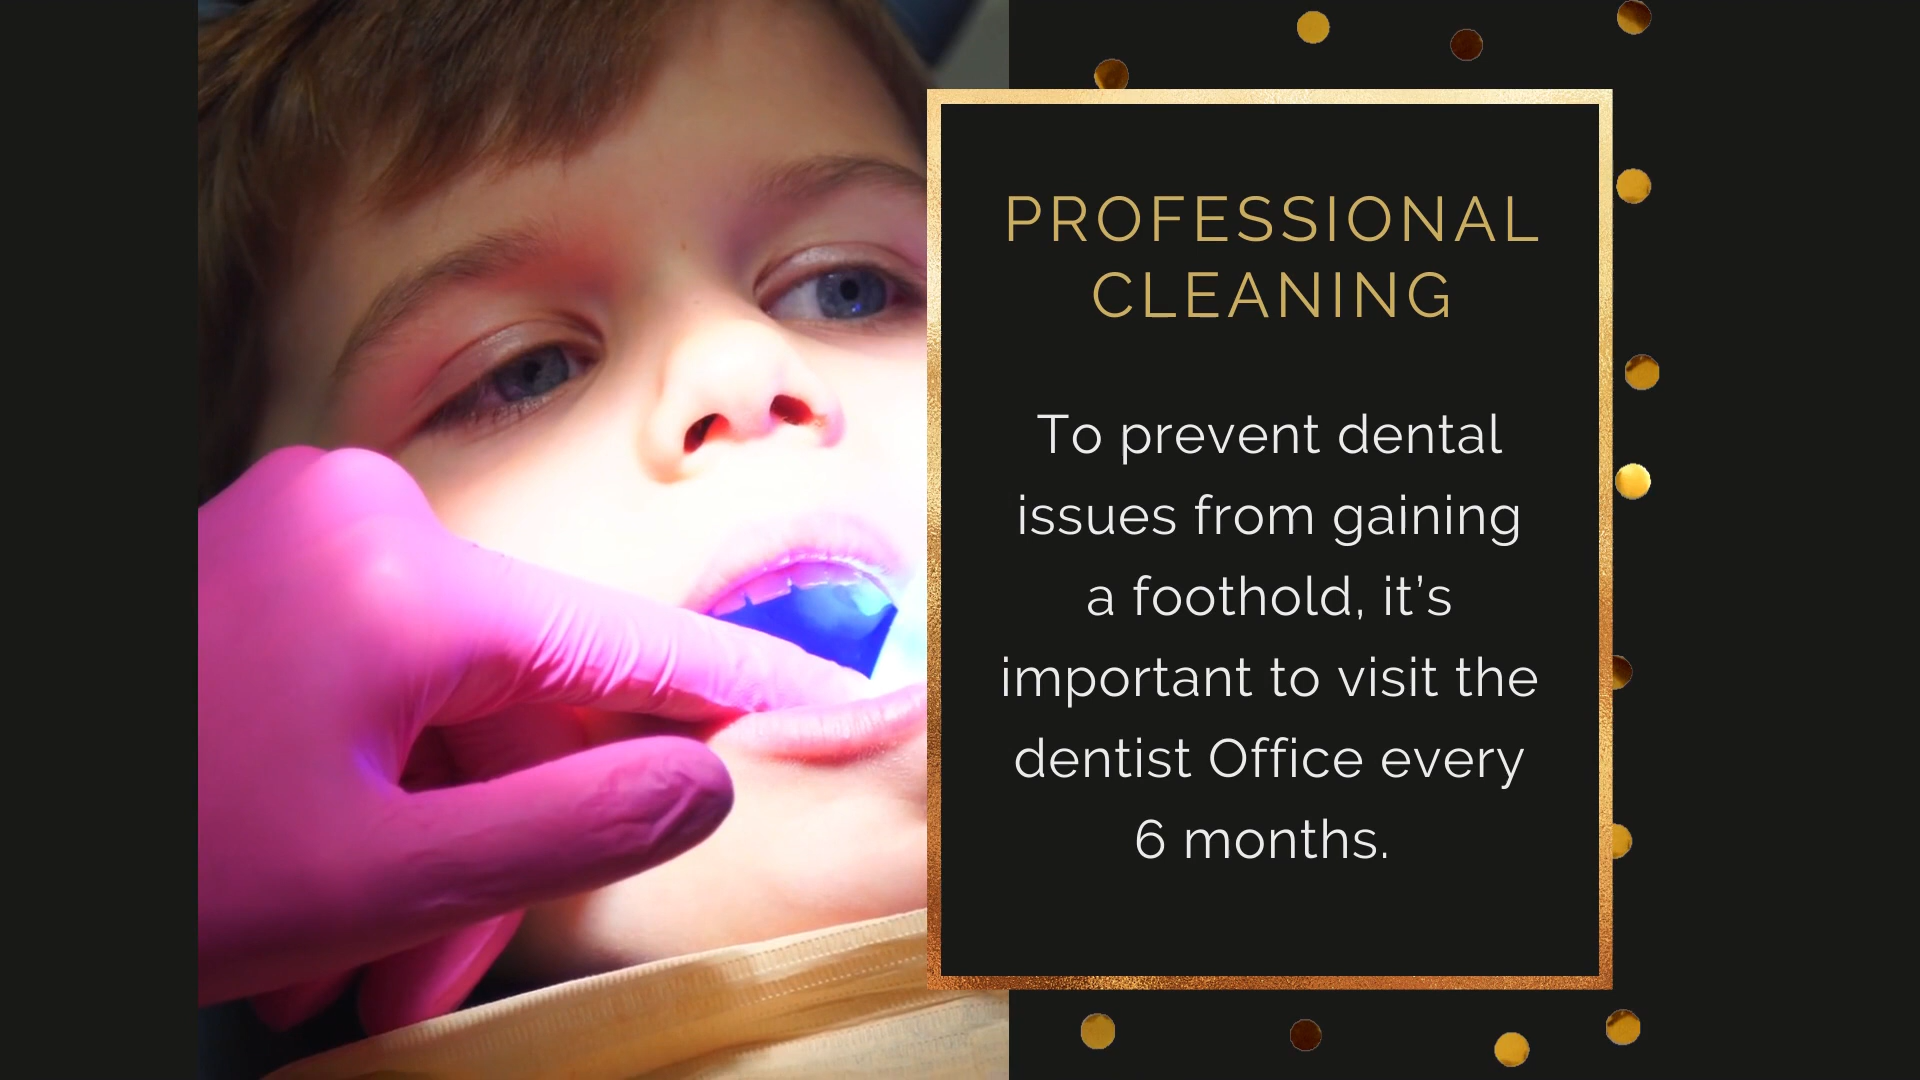 PROFESSIONAL
CLEANING
To prevent dental
issues from gaining
a foothold, it’s
important to visit the
dentist Office every
6 months.